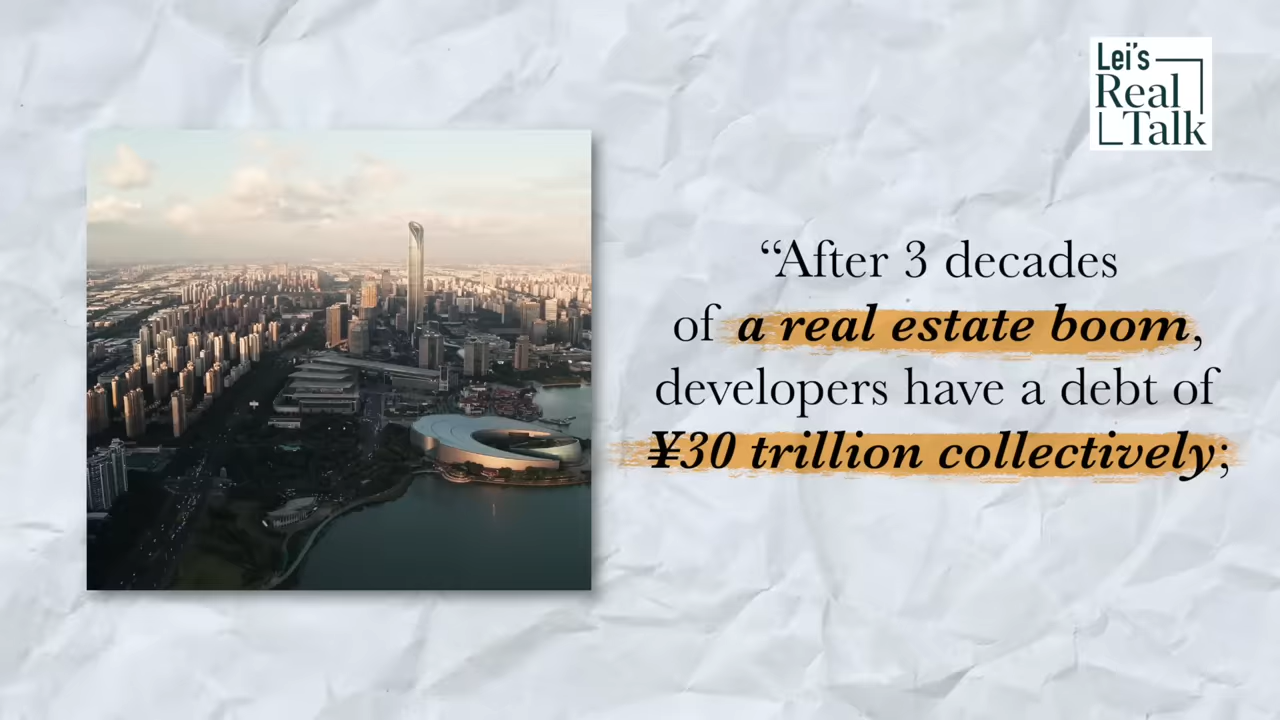 Lei's
Real
Talk
“After 3 decades
of a real estate boom,
developers have a debt of
¥30 trillion collectively;